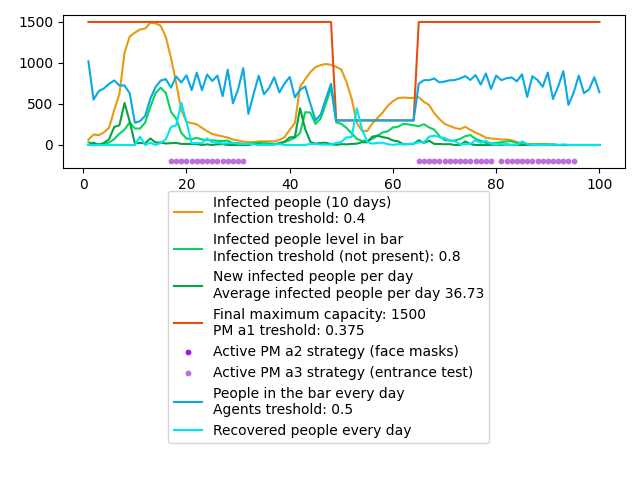 1500
1000
500
0
0 20 40 60 80 100
Infected people (10 days)
Infection treshold: 0.4
Infected people level in bar
Infection treshold (not present): 0.8
New infected people per day
Average infected people per day 36.73
Final maximum capacity: 1500
PM a1 treshold: 0.375
Active PM a2 strategy (face masks)
Active PM a3 strategy (entrance test)
People in the bar every day
Agents treshold: 0.5
Recovered people every day